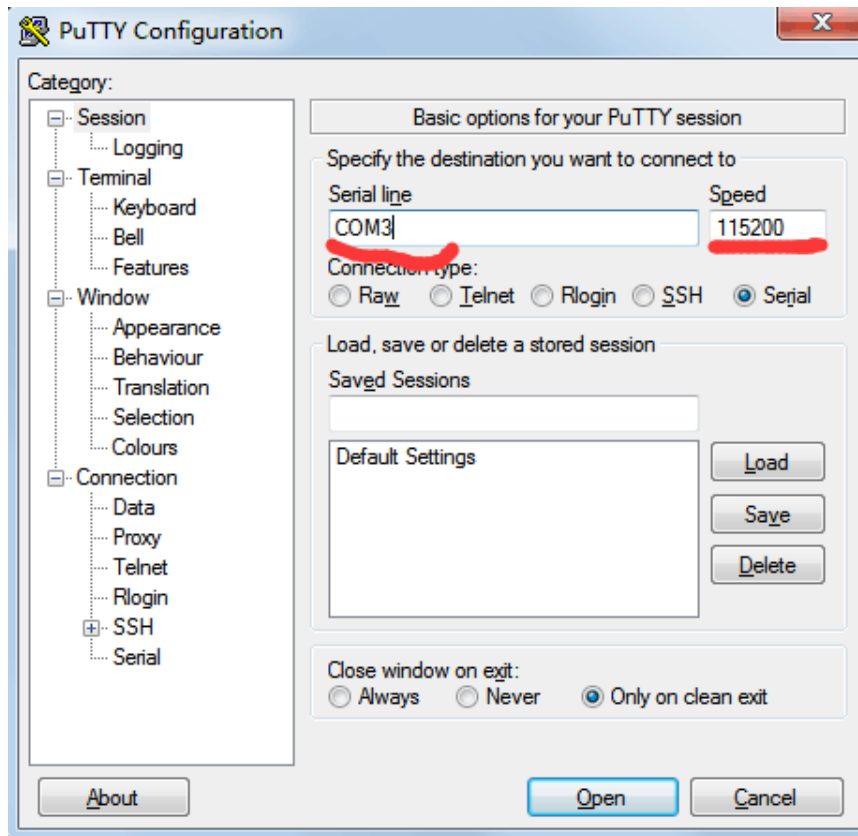 PuTTY Configuration
Category:
Session
Logging
Terminal
Keyboard
Bell
Features
Window
Appearance
Behaviour
Translation
Selection
Colours
Connection
Data
Proxy
Telnet
Rlogin
SSH
Serial
Basic options for your PuTTY session
Specify the destination you want to connect to
Serial line Speed
COM3 115200
Connection type:
Raw Telnet Rlogin SSH Serial
Load, save or delete a stored session
Saved Sessions
Default Settings
Load
Save
Delete
Close window on exit:
Always Never Only on clean exit
About Open Cancel